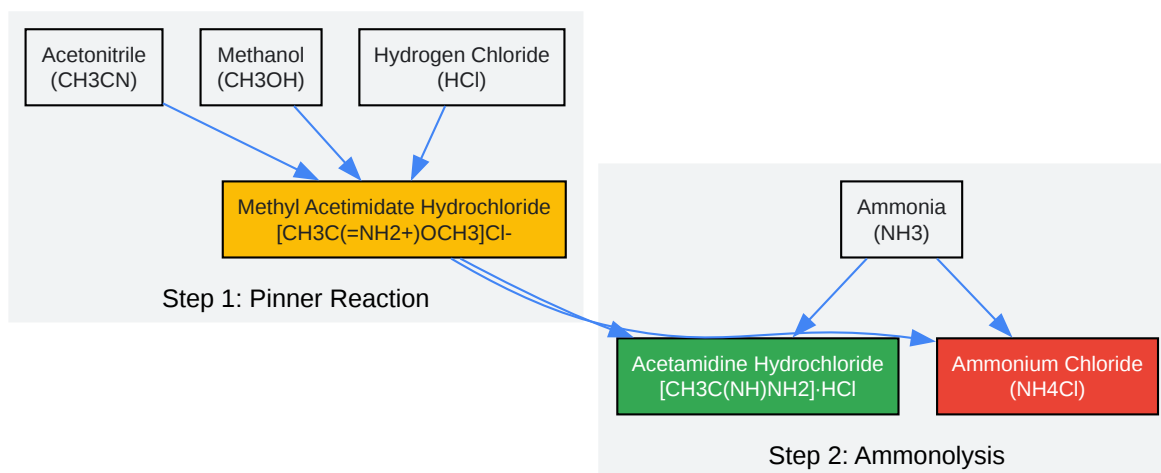 Acetonitrile
(CH3CN)
Methanol
(CH3OH)
Hydrogen Chloride
(HCl)
Methyl Acetimidate Hydrochloride
[CH3C(=NH2+)OCH3]Cl-
Step 1: Pinner Reaction
Ammonia
(NH3)
Acetamidine Hydrochloride
[CH3C(NH)NH2]·HCl
Ammonium Chloride
(NH4Cl)
Step 2: Ammonolysis